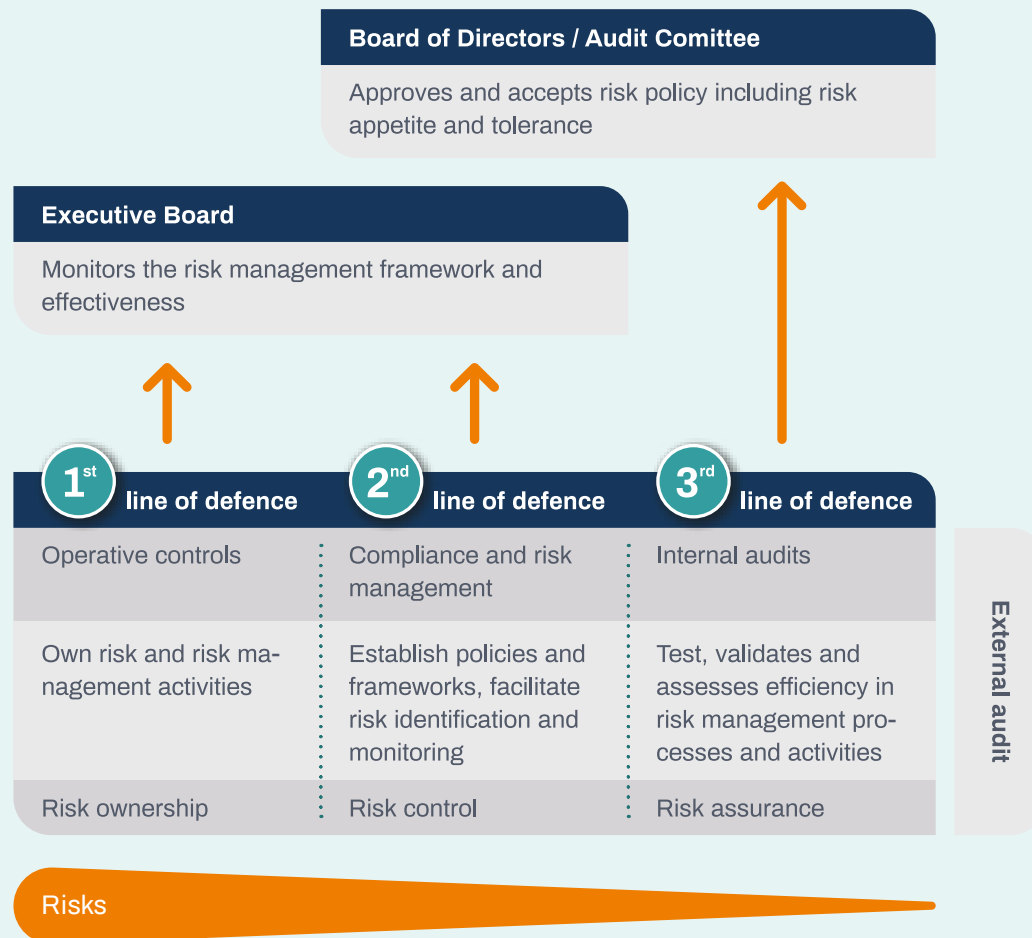 Board of Directors / Audit Comittee
Approves and accepts risk policy including risk
appetite and tolerance
Executive Board
Monitors the risk management framework and
effectiveness
1st line of defence
2nd line of defence
3rd line of defence
Operative controls
Compliance and risk
management
Internal audits
Own risk and risk ma-
nagement activities
Establish policies and
frameworks, facilitate
risk identification and
monitoring
Test, validates and
assesses efficiency in
risk management pro-
cesses and activities
Risk ownership
Risk control
Risk assurance
External audit
Risks